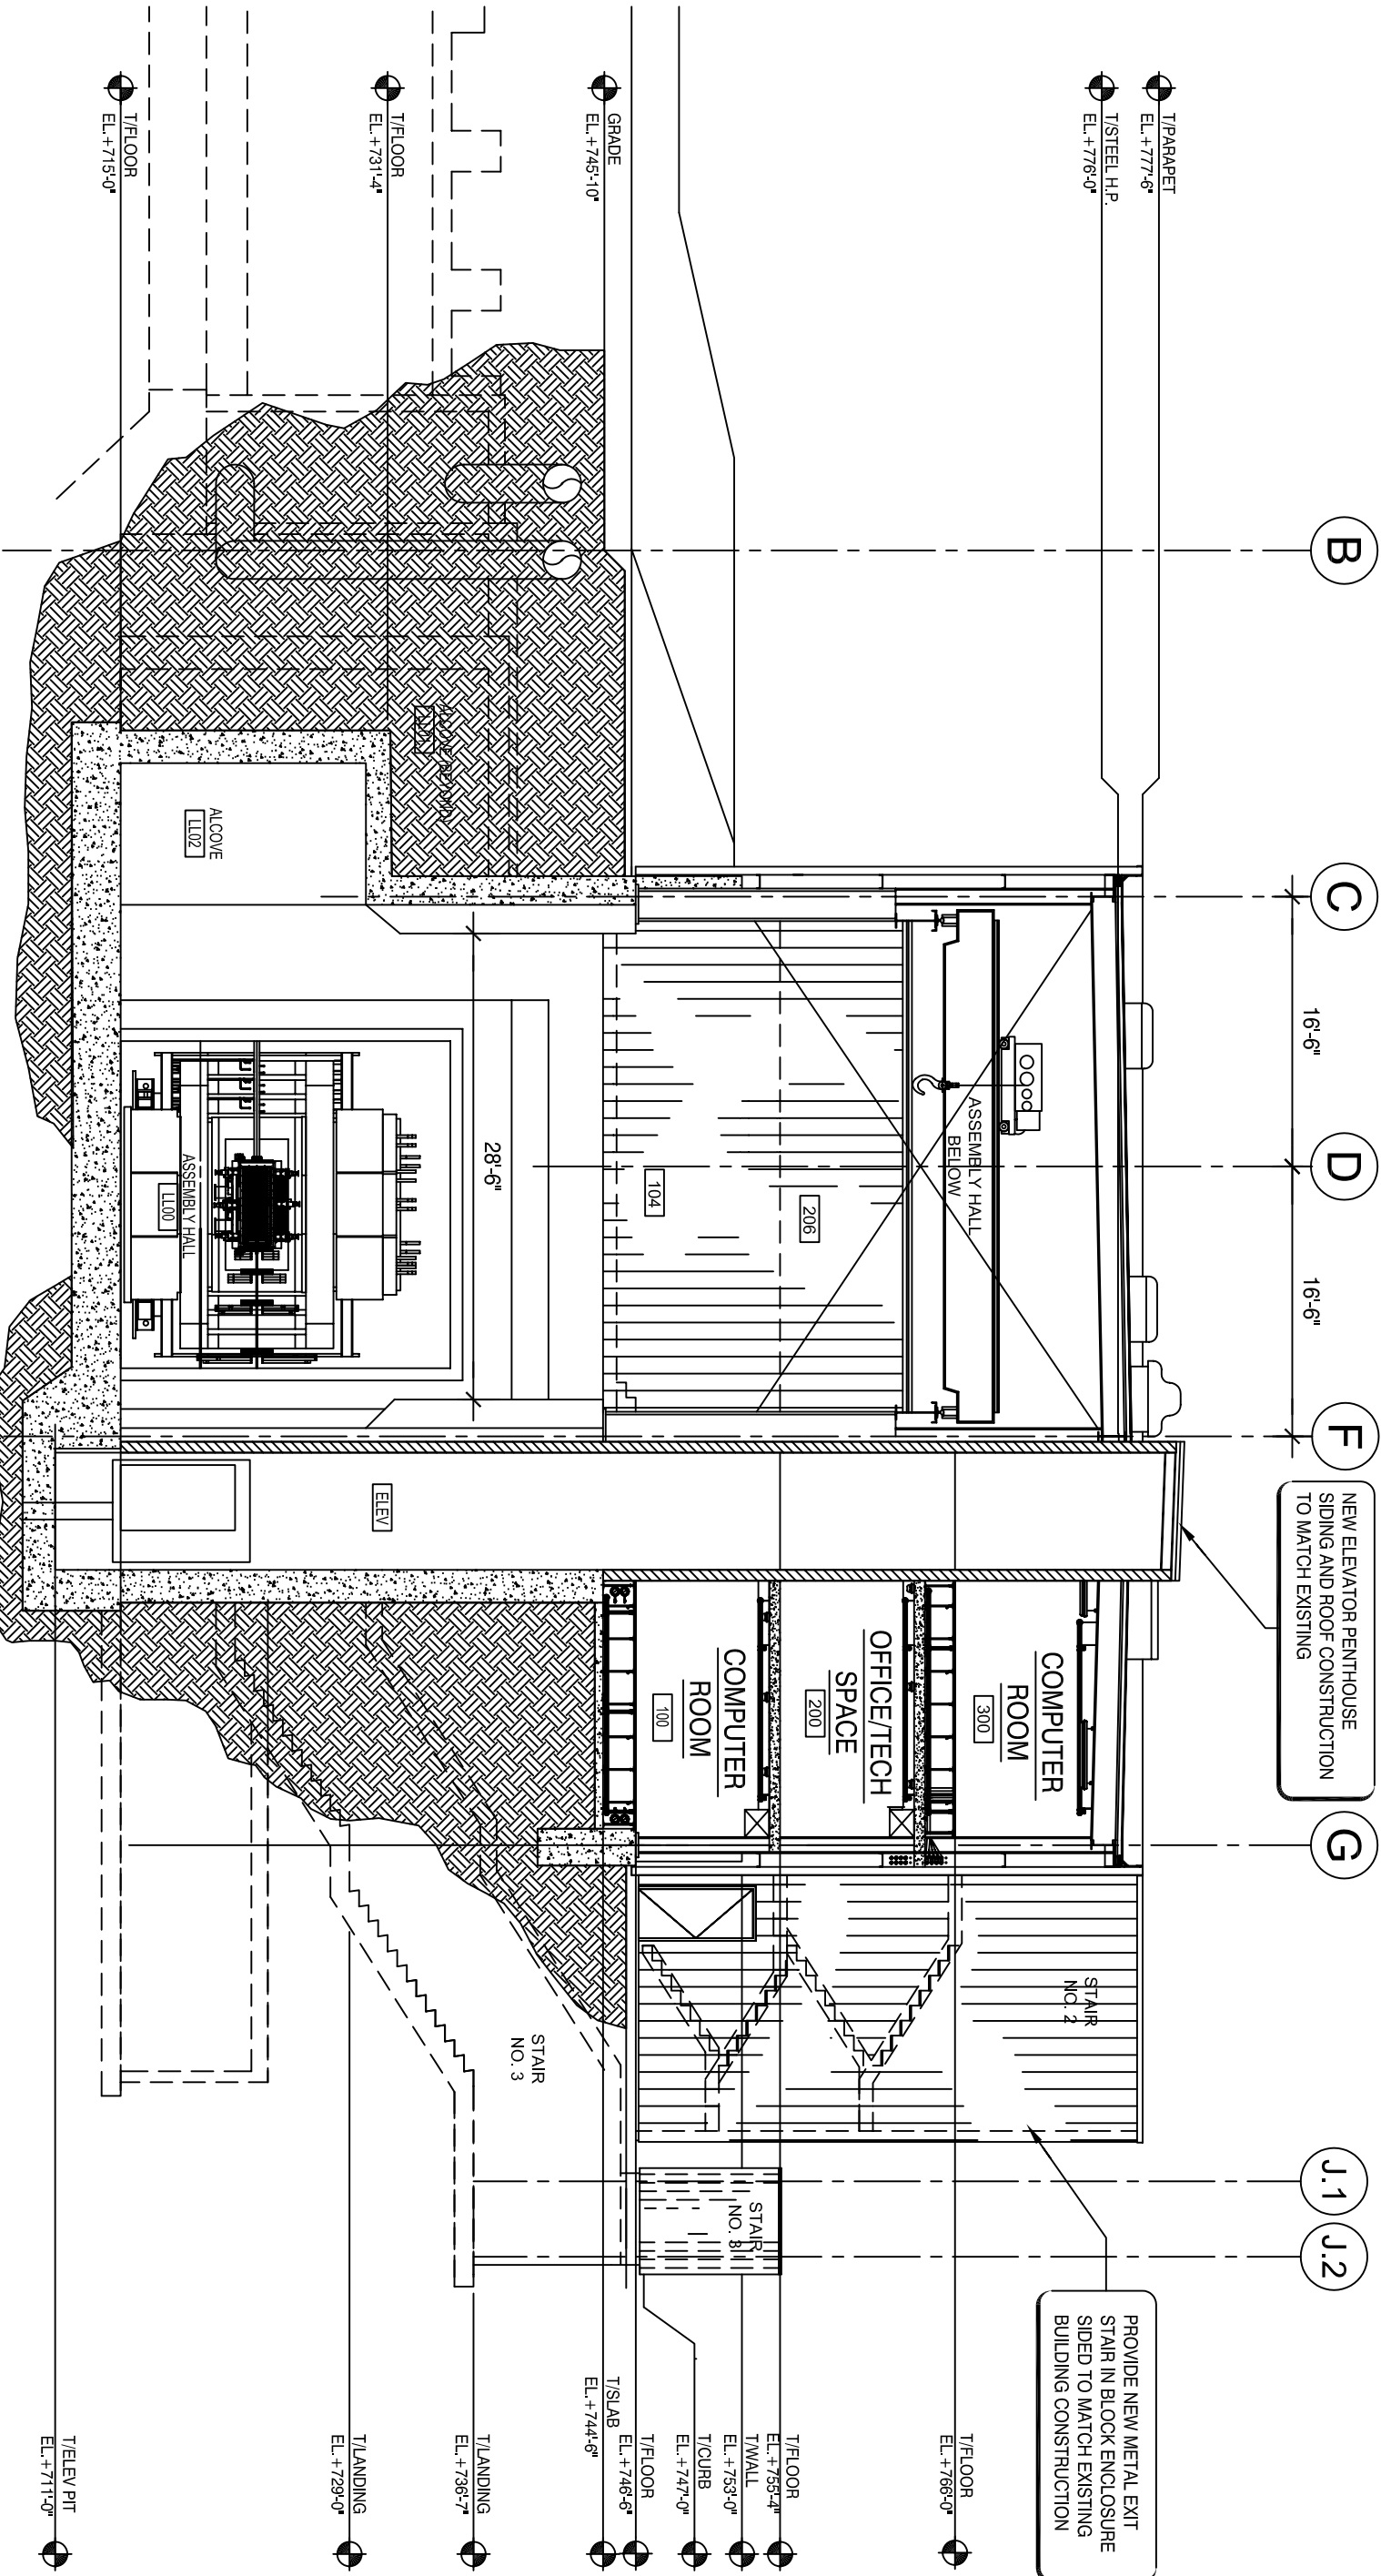 B
C
D
F
G
J.1
J.2
16'-6"
16'-6"
NEW ELEVATOR PENTHOUSE
SIDING AND ROOF CONSTRUCTION
TO MATCH EXISTING
PROVIDE NEW METAL EXIT
STAIR IN BLOCK ENCLOSURE
SIDED TO MATCH EXISTING
BUILDING CONSTRUCTION
T/PARAPET
EL.+777'-6"
T/STEEL H.P.
EL.+776'-0"
GRADE
EL.+745'-10"
T/FLOOR
EL.+731'-4"
T/FLOOR
EL.+715'-0"
ASSEMBLY HALL
BELOW
206
104
28'-6"
ALCOVE BEYOND
LL01
ALCOVE
LL02
ASSEMBLY HALL
LL00
ELEV
COMPUTER
ROOM
300
OFFICE/TECH
SPACE
200
COMPUTER
ROOM
100
STAIR
NO. 2
STAIR
NO. 3
STAIR
NO. 3
T/FLOOR
EL.+766'-0"
T/FLOOR
EL.+755'-4"
T/WALL
EL.+753'-0"
T/CURB
EL.+747'-0"
T/FLOOR
EL.+746'-6"
T/SLAB
EL.+744'-6"
T/LANDING
EL.+736'-7"
T/LANDING
EL.+729'-0"
T/ELEV PIT
EL.+711'-0"